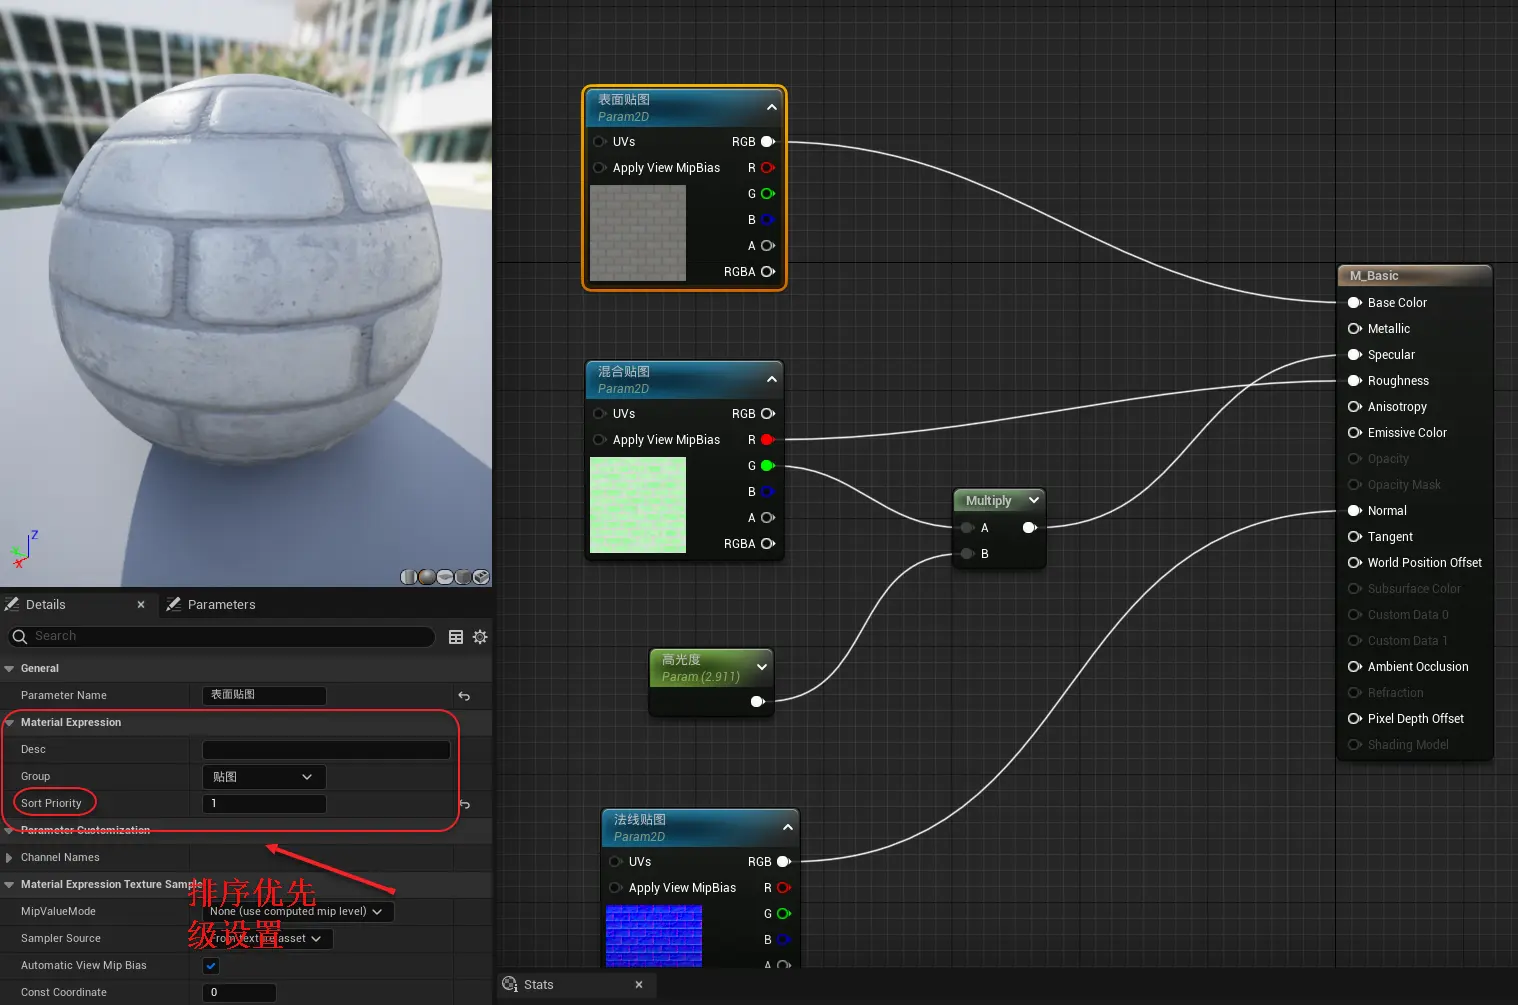 表面贴图
Param2D
UVs
RGB
Apply View MipBias
R
G
B
A
RGBA
混合贴图
Param2D
UVs
RGB
Apply View MipBias
R
G
B
A
RGBA
Multiply
A
B
高光度
Param (2.911)
法线贴图
Param2D
UVs
RGB
Apply View MipBias
R
G
B
A
M_Basic
Base Color
Metallic
Specular
Roughness
Anisotropy
Emissive Color
Opacity
Opacity Mask
Normal
Tangent
World Position Offset
Subsurface Color
Custom Data 0
Custom Data 1
Ambient Occlusion
Refraction
Pixel Depth Offset
Shading Model
Z
X
Details
Parameters
Search
General
Parameter Name 表面贴图
Material Expression
Desc
Group 贴图
Sort Priority 1
Parameter Customization
Channel Names
Material Expression Texture Sample
排序优先
级设置
MipValueMode None (use computed mip level)
Sampler Source From texture asset
Automatic View Mip Bias
Const Coordinate 0
Stats